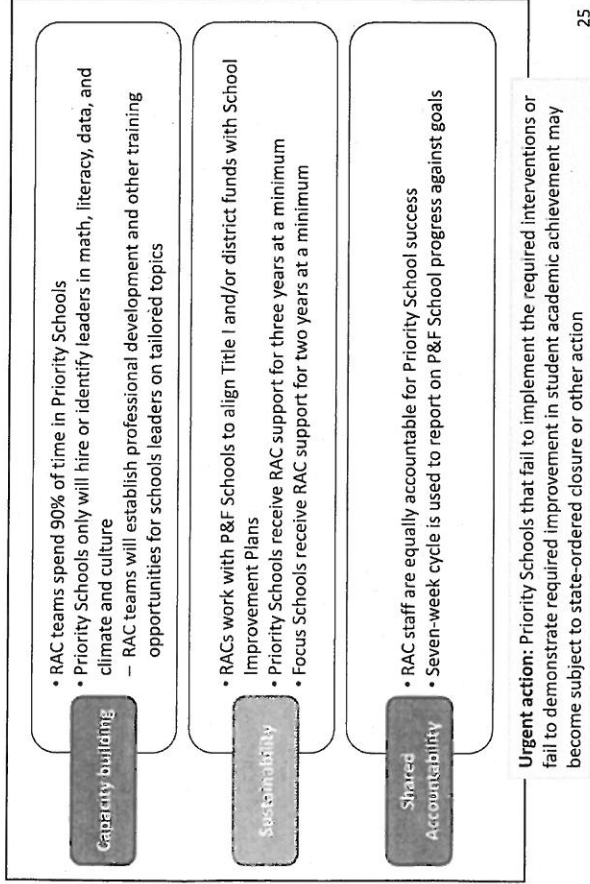 Capacity building
• RAC teams spend 90% of time in Priority Schools
• Priority Schools only will hire or identify leaders in math, literacy, data, and
climate and culture
– RAC teams will establish professional development and other training
opportunities for schools leaders on tailored topics
Sustainability
• RACs work with P&F Schools to align Title I and/or district funds with School
Improvement Plans
• Priority Schools receive RAC support for three years at a minimum
• Focus Schools receive RAC support for two years at a minimum
Shared
Accountability
• RAC staff are equally accountable for Priority School success
• Seven-week cycle is used to report on P&F School progress against goals
Urgent action: Priority Schools that fail to implement the required interventions or
fail to demonstrate required improvement in student academic achievement may
become subject to state-ordered closure or other action
25